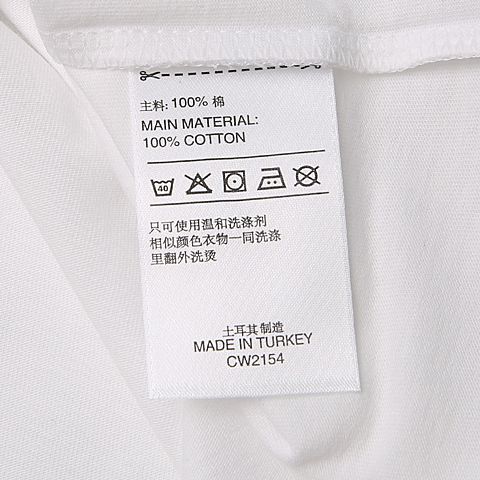 主料: 100% 棉
MAIN MATERIAL:
100% COTTON
40
只可使用温和洗涤剂
相似颜色衣物一同洗涤
里翻外洗烫
土耳其制造
MADE IN TURKEY
CW2154